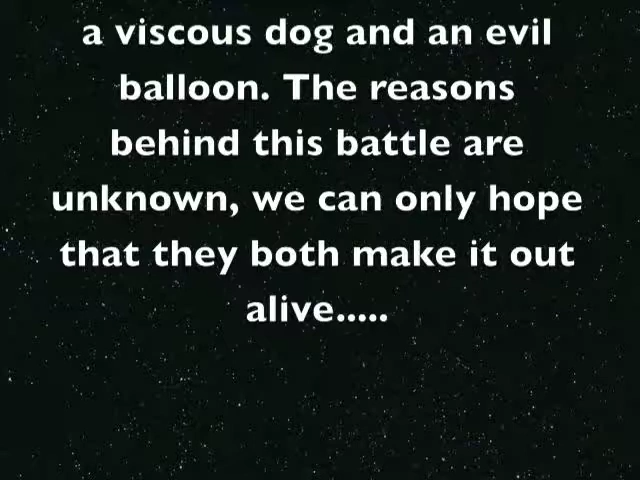 a viscous dog and an evil
balloon. The reasons
behind this battle are
unknown, we can only hope
that they both make it out
alive.....